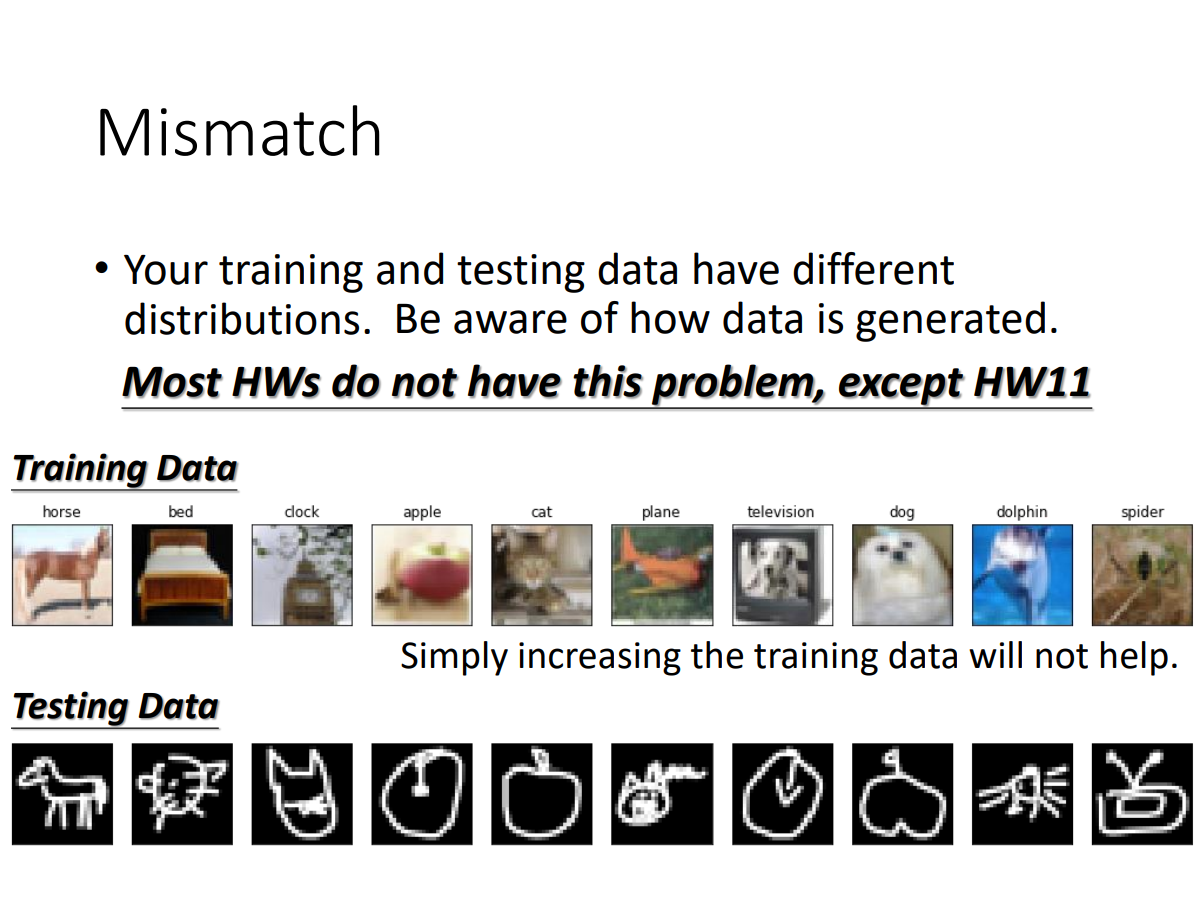 Mismatch
• Your training and testing data have different
distributions. Be aware of how data is generated.
Most HWs do not have this problem, except HW11
Training Data
horse bed clock apple cat plane television dog dolphin spider
Simply increasing the training data will not help.
Testing Data